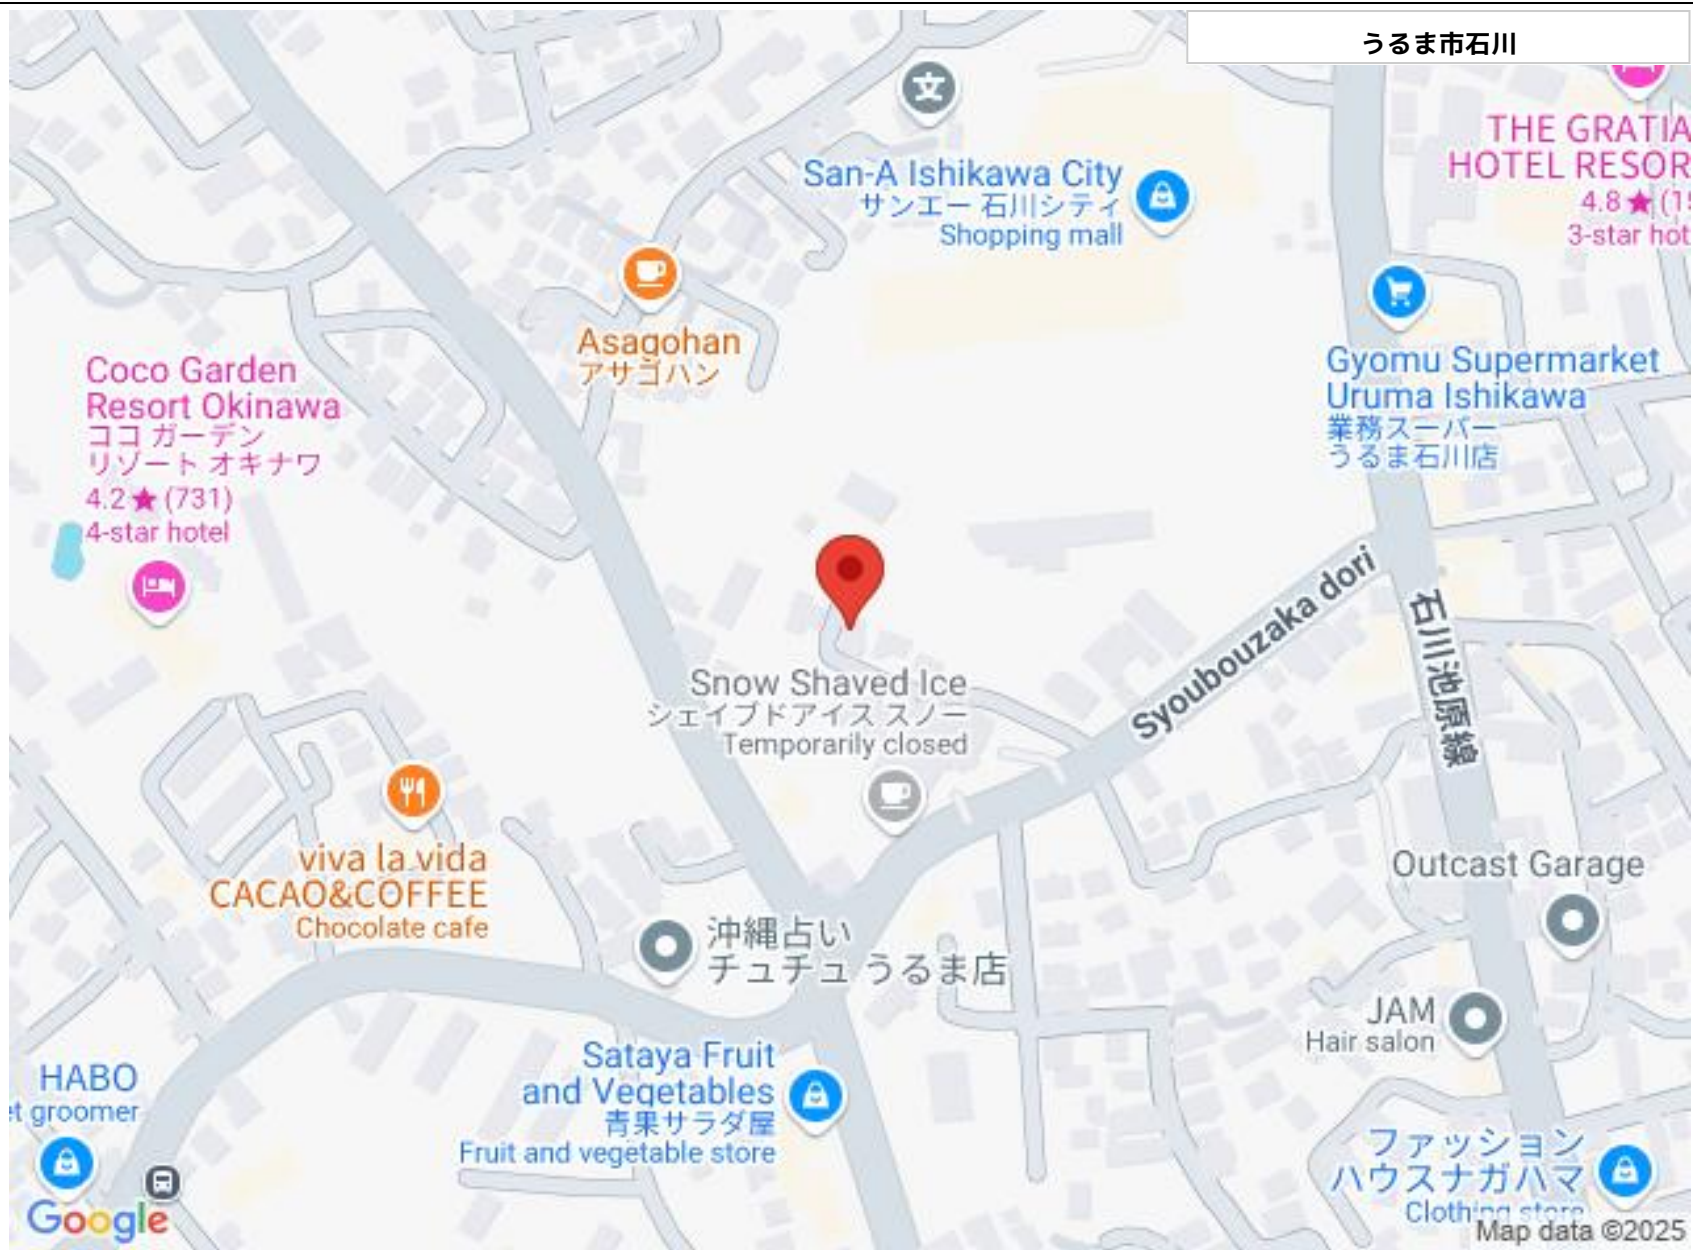 うるま市石川
THE GRATIA
HOTEL RESOR
4.8 ★ (1
3-star hot
San-A Ishikawa City
サンエー 石川シティ
Shopping mall
Asagohan
アサゴハン
Coco Garden
Resort Okinawa
ココ ガーデン
リゾート オキナワ
4.2 ★ (731)
4-star hotel
Gyomu Supermarket
Uruma Ishikawa
業務スーパー
うるま石川店
Syoubouzaka dori
石川池原線
Snow Shaved Ice
シェイブドアイス スノー
Temporarily closed
viva la vida
CACAO&COFFEE
Chocolate cafe
Outcast Garage
沖縄占い
チュチュ うるま店
JAM
Hair salon
Sataya Fruit
and Vegetables
青果サラダ屋
Fruit and vegetable store
HABO
et groomer
ファッション
ハウスナガハマ
Clothing store
Google
Map data ©2025